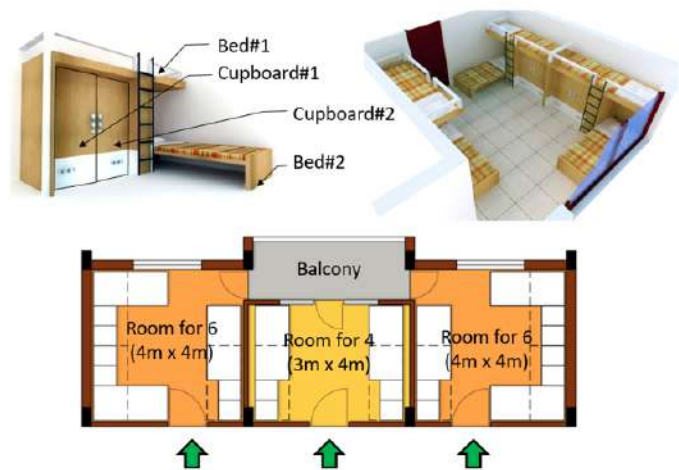 Bed#1
Cupboard#1
Cupboard#2
Bed#2
Balcony
Room for 6
(4m x 4m)
Room for 4
(3m x 4m)
Room for 6
(4m x 4m)